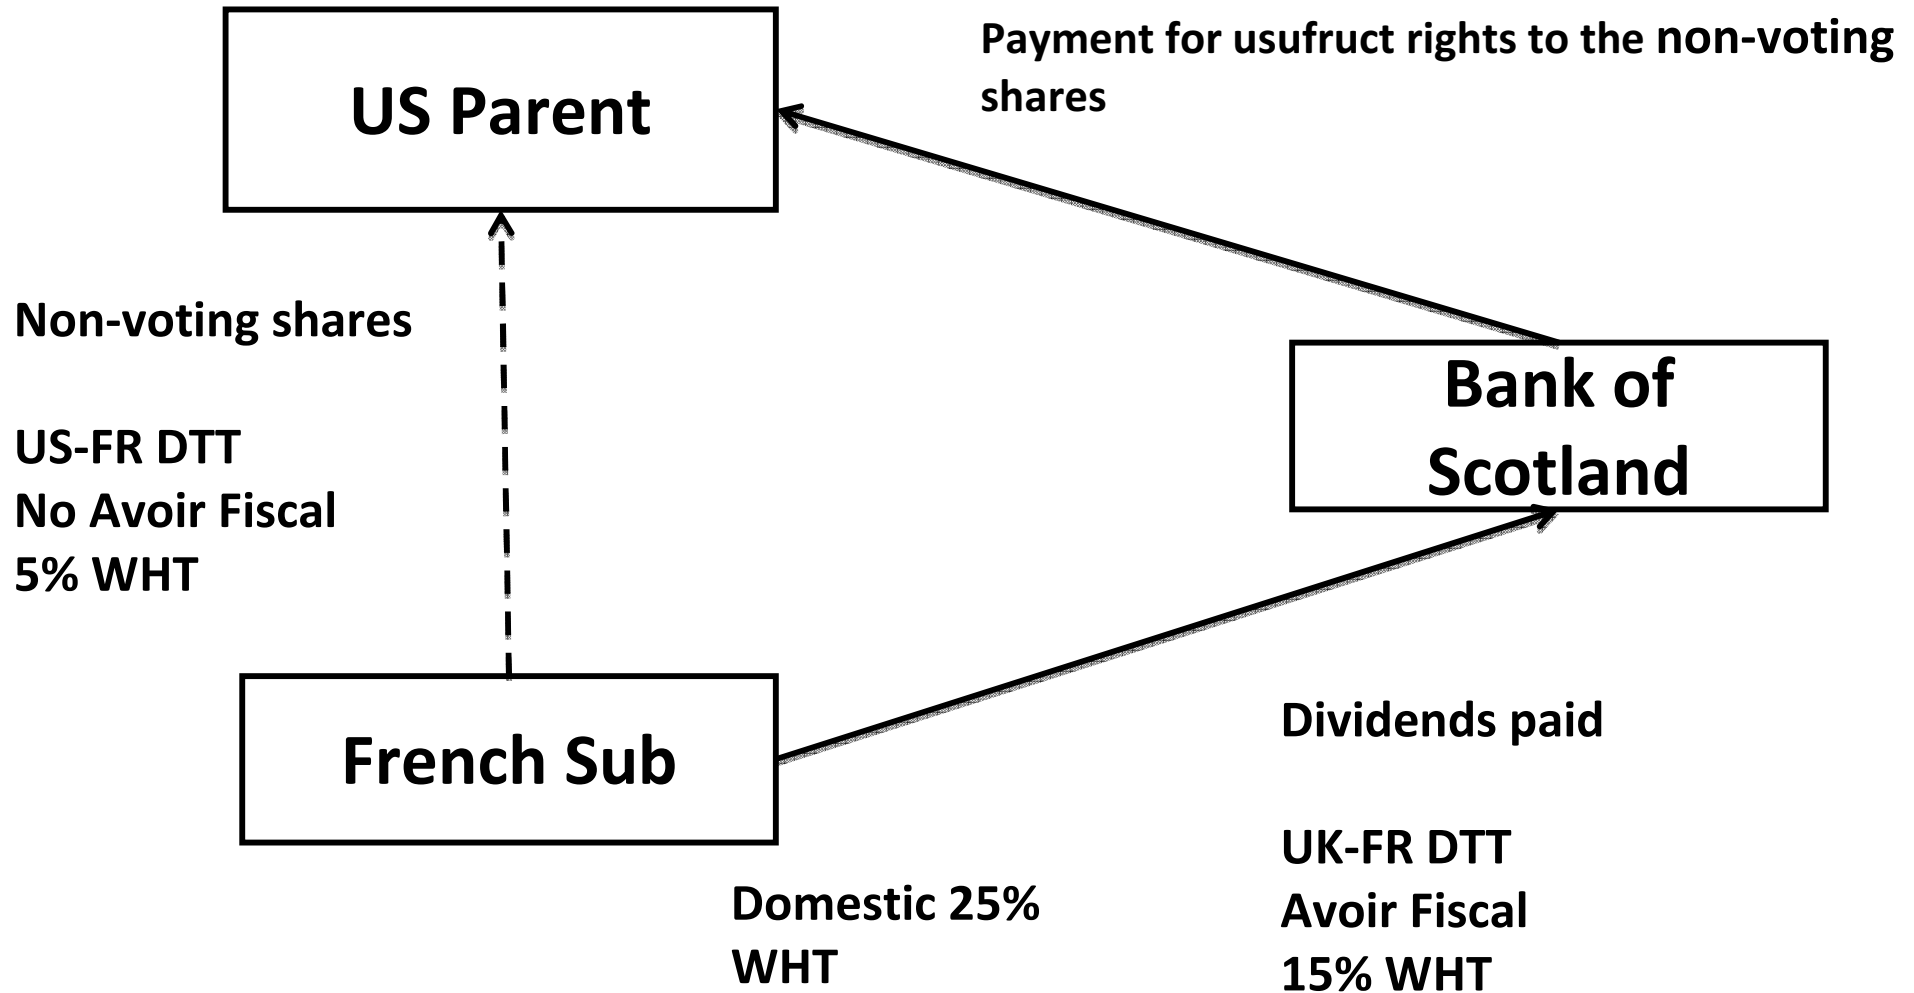 US Parent
Payment for usufruct rights to the non-voting
shares
Non-voting shares
US-FR DTT
No Avoir Fiscal
5% WHT
Bank of
Scotland
French Sub
Dividends paid
Domestic 25%
WHT
UK-FR DTT
Avoir Fiscal
15% WHT